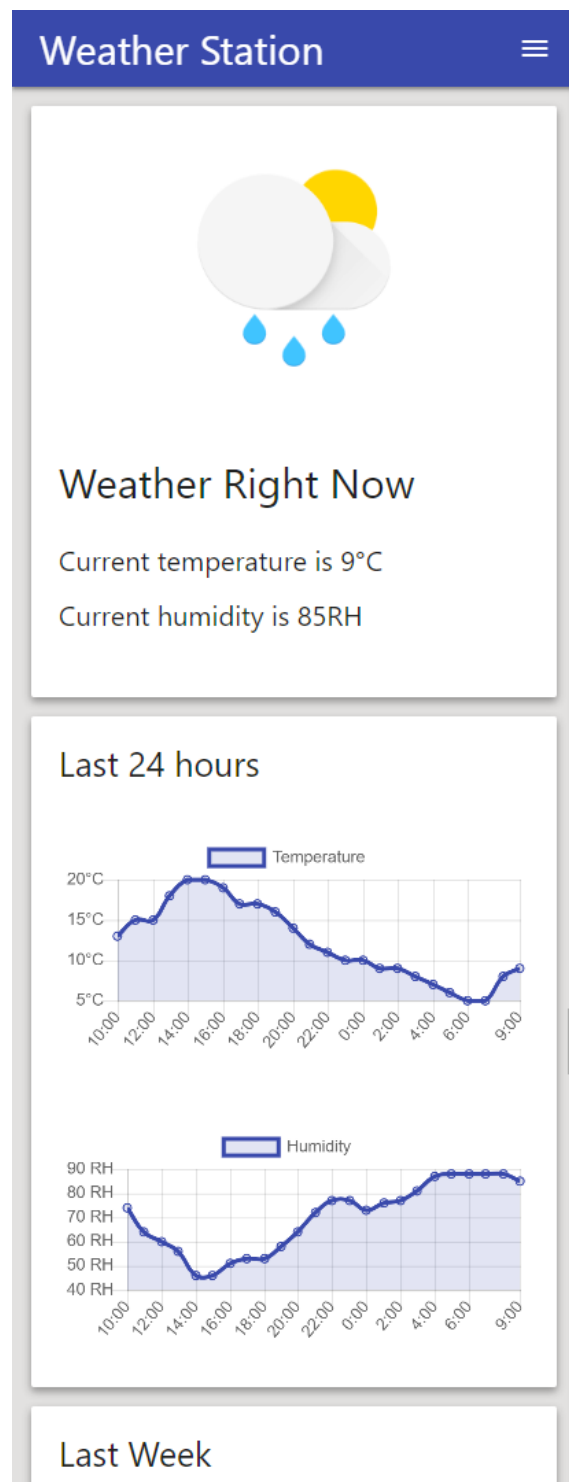 Weather Station
Weather Right Now
Current temperature is 9°C
Current humidity is 85RH
Last 24 hours
Temperature
20°C
15°C
10°C
5°C
10:00 12:00 14:00 16:00 18:00 20:00 22:00 0:00 2:00 4:00 6:00 9:00
Humidity
90 RH
80 RH
70 RH
60 RH
50 RH
40 RH
10:00 12:00 14:00 16:00 18:00 20:00 22:00 0:00 2:00 4:00 6:00 9:00
Last Week